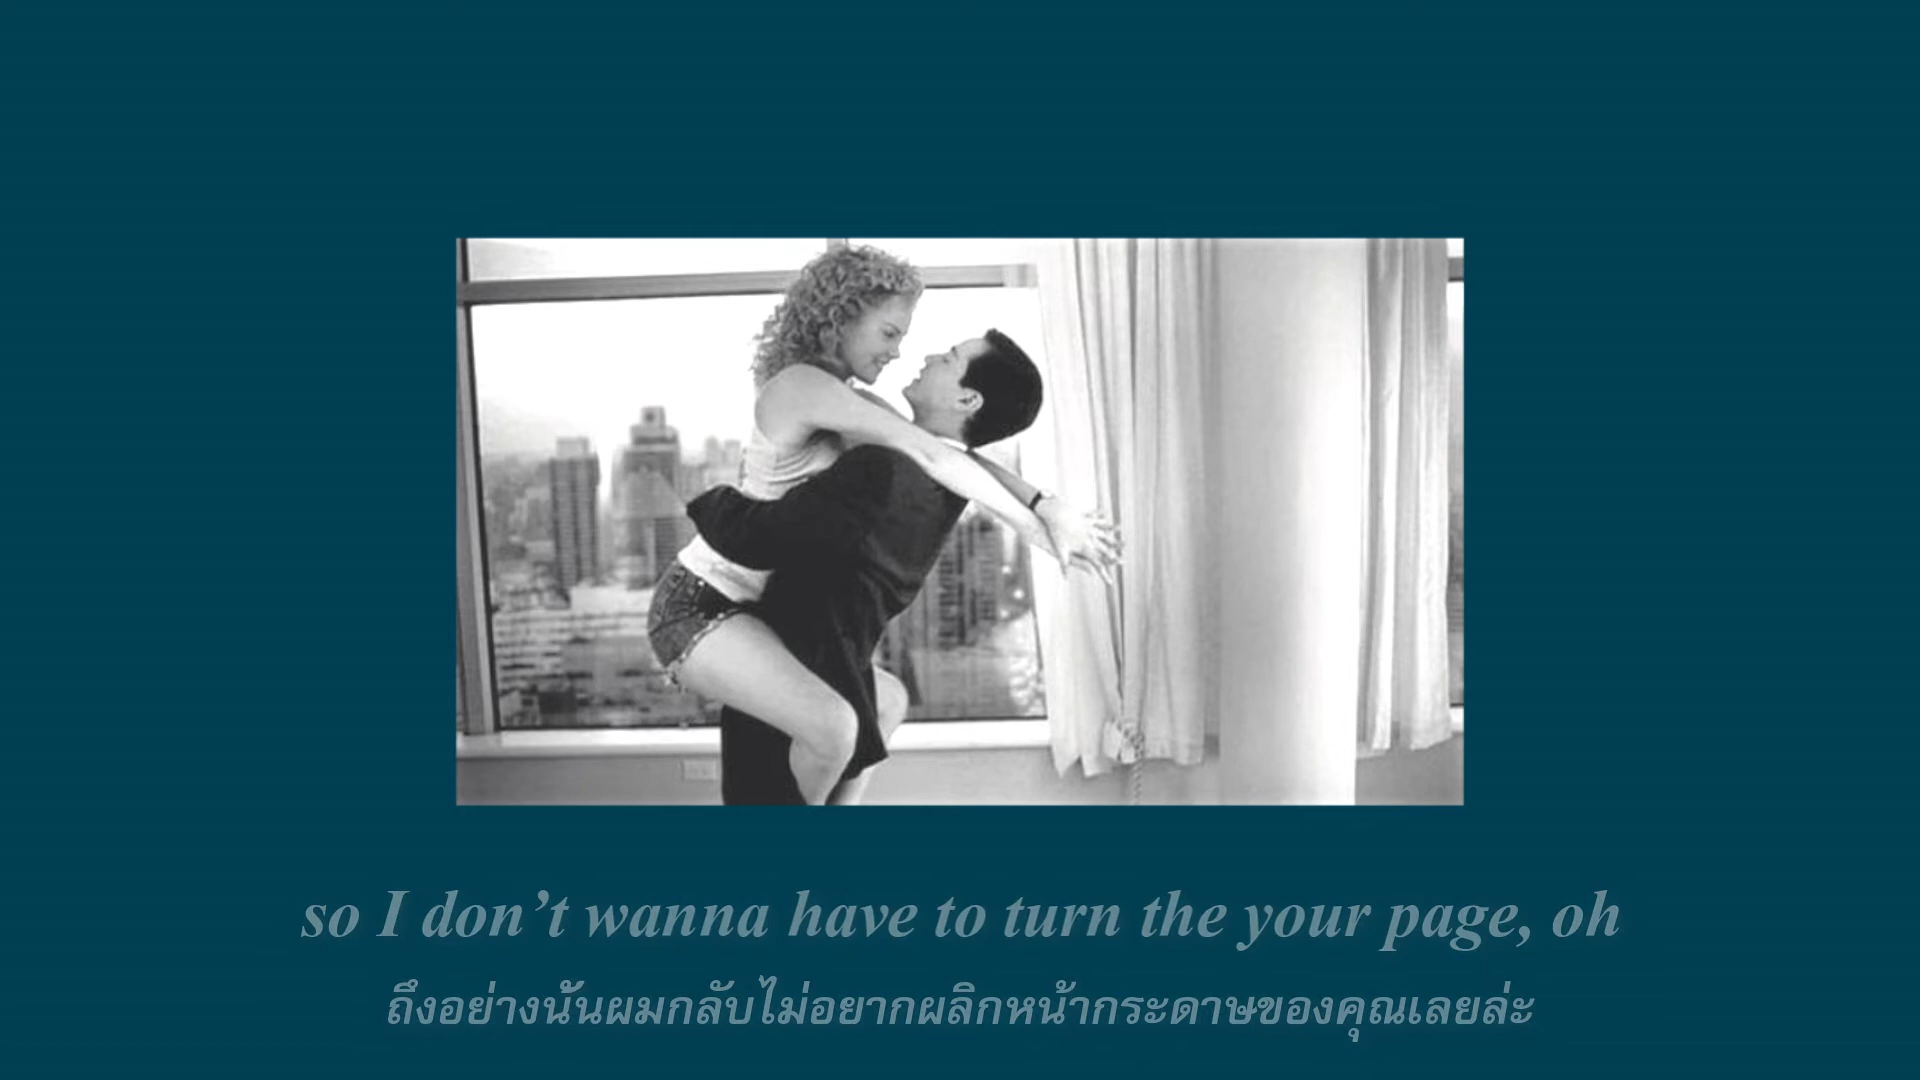 so I don’t wanna have to turn the your page, oh
ถึงอย่างนั้นผมกลับไม่อยากผลิกหน้ากระดาษของคุณเลยล่ะ